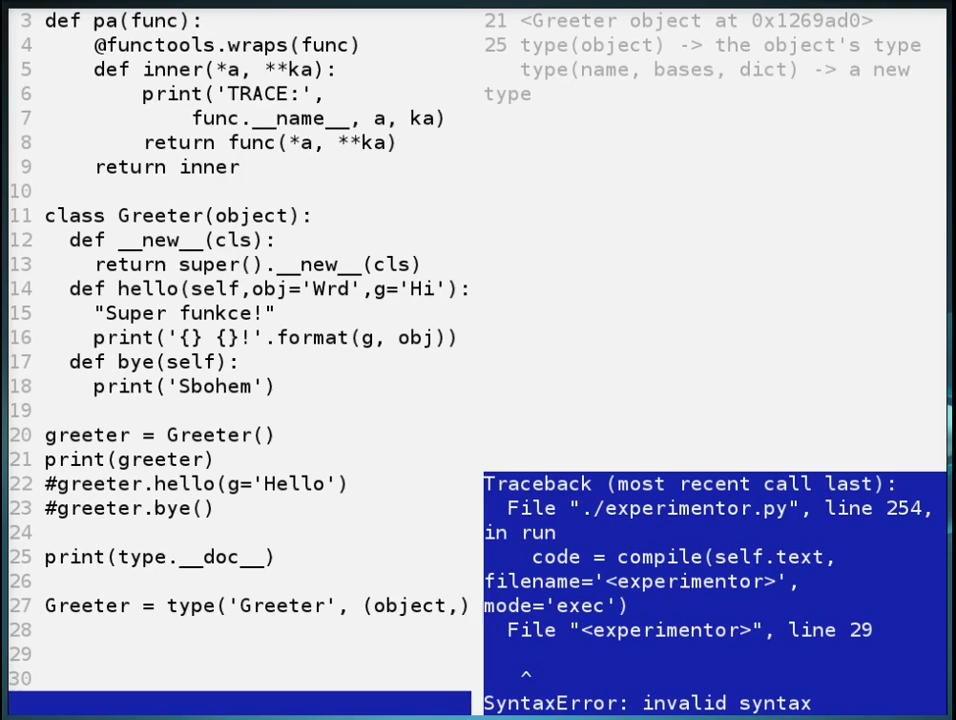 3 def pa(func):
4     @functools.wraps(func)
5     def inner(*a, **ka):
6         print('TRACE:',
7             func.__name__, a, ka)
8         return func(*a, **ka)
9     return inner
10
11 class Greeter(object):
12   def __new__(cls):
13     return super().__new__(cls)
14   def hello(self,obj='Wrd',g='Hi'):
15     "Super funkce!"
16     print('{} {}!'.format(g, obj))
17   def bye(self):
18     print('Sbohem')
19
20 greeter = Greeter()
21 print(greeter)
22 #greeter.hello(g='Hello')
23 #greeter.bye()
24
25 print(type.__doc__)
26
27 Greeter = type('Greeter', (object,)
28
29
30
21 <Greeter object at 0x1269ad0>
25 type(object) -> the object's type
   type(name, bases, dict) -> a new
type
Traceback (most recent call last):
  File "./experimentor.py", line 254,
in run
    code = compile(self.text,
filename='<experimentor>',
mode='exec')
  File "<experimentor>", line 29

   ^
SyntaxError: invalid syntax